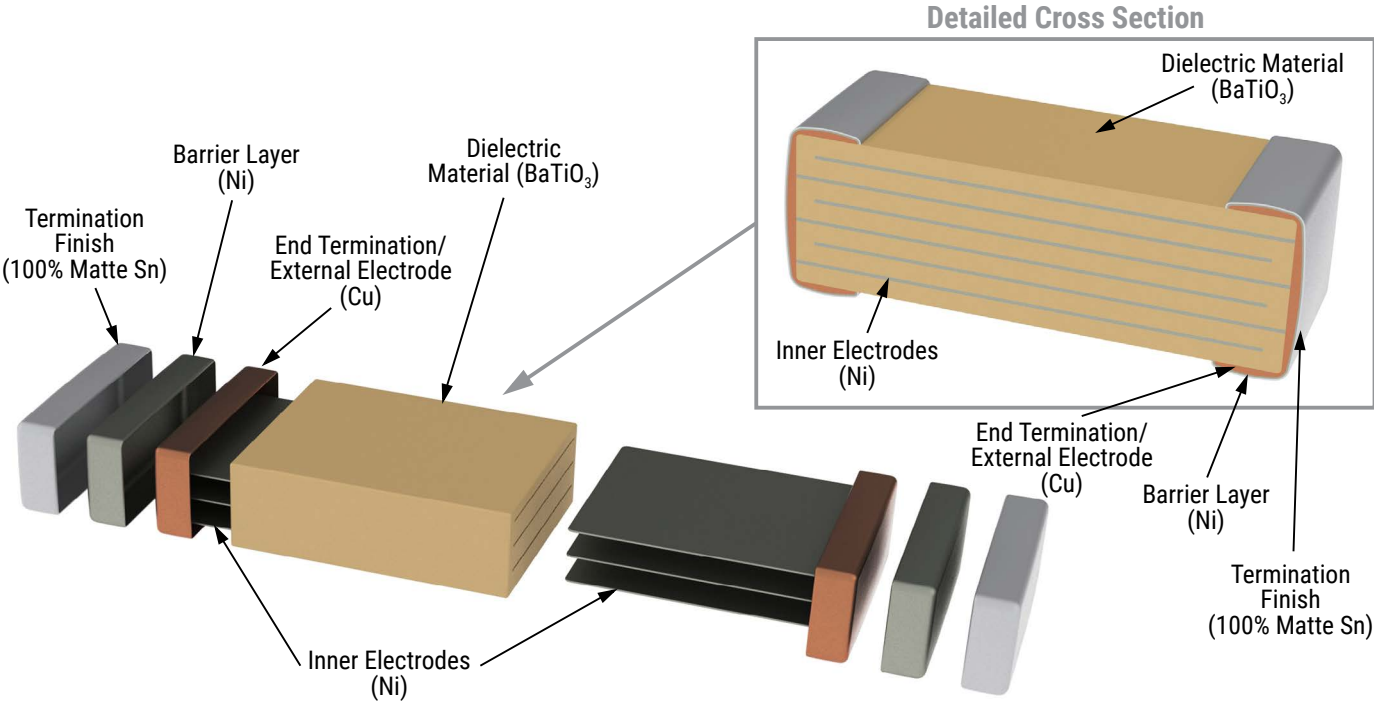 Detailed Cross Section
Dielectric Material
(BaTiO₃)
Barrier Layer
(Ni)
Dielectric
Material (BaTiO₃)
Termination
Finish
(100% Matte Sn)
End Termination/
External Electrode
(Cu)
Inner Electrodes
(Ni)
End Termination/
External Electrode
(Cu)
Barrier Layer
(Ni)
Termination
Finish
(100% Matte Sn)
Inner Electrodes
(Ni)